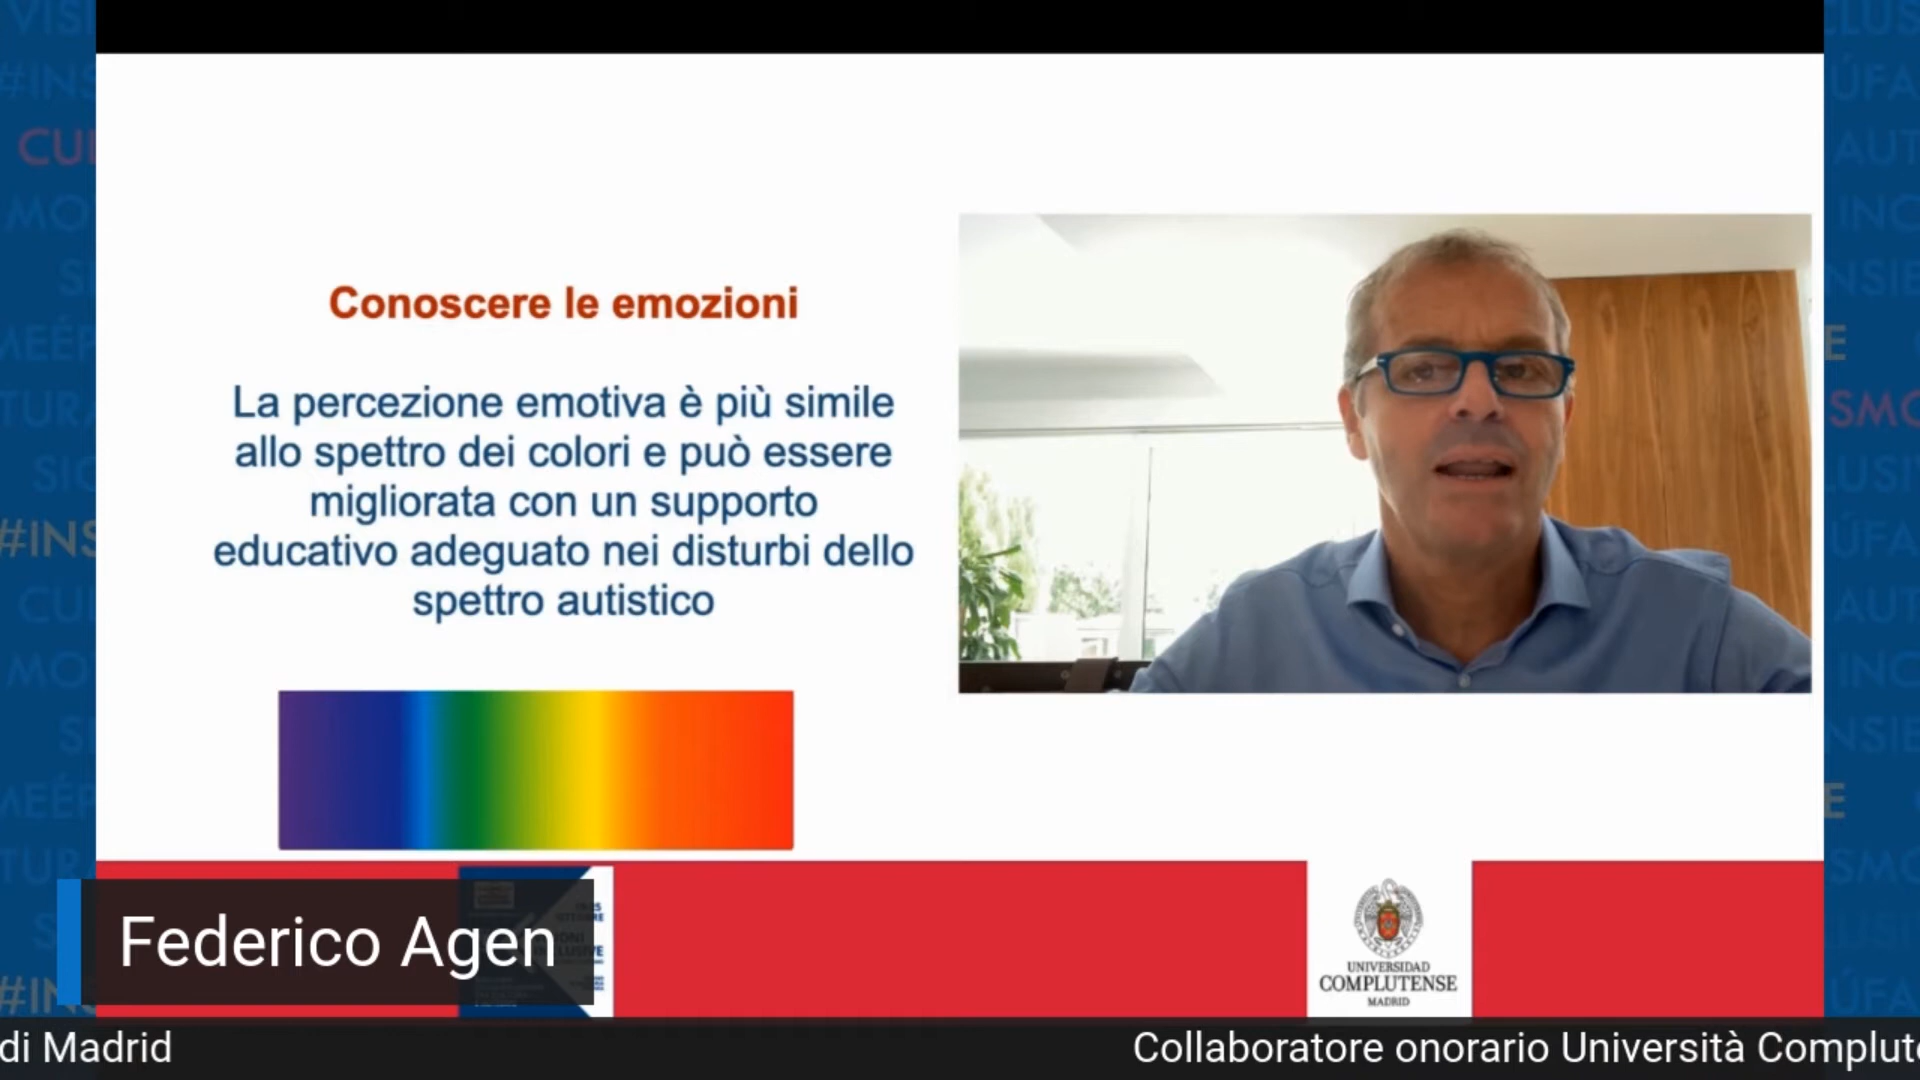 Conoscere le emozioni
La percezione emotiva è più simile
allo spettro dei colori e può essere
migliorata con un supporto
educativo adeguato nei disturbi dello
spettro autistico
Federico Agen
UNIVERSIDAD
COMPLUTENSE
MADRID
di Madrid
Collaboratore onorario Università Complut